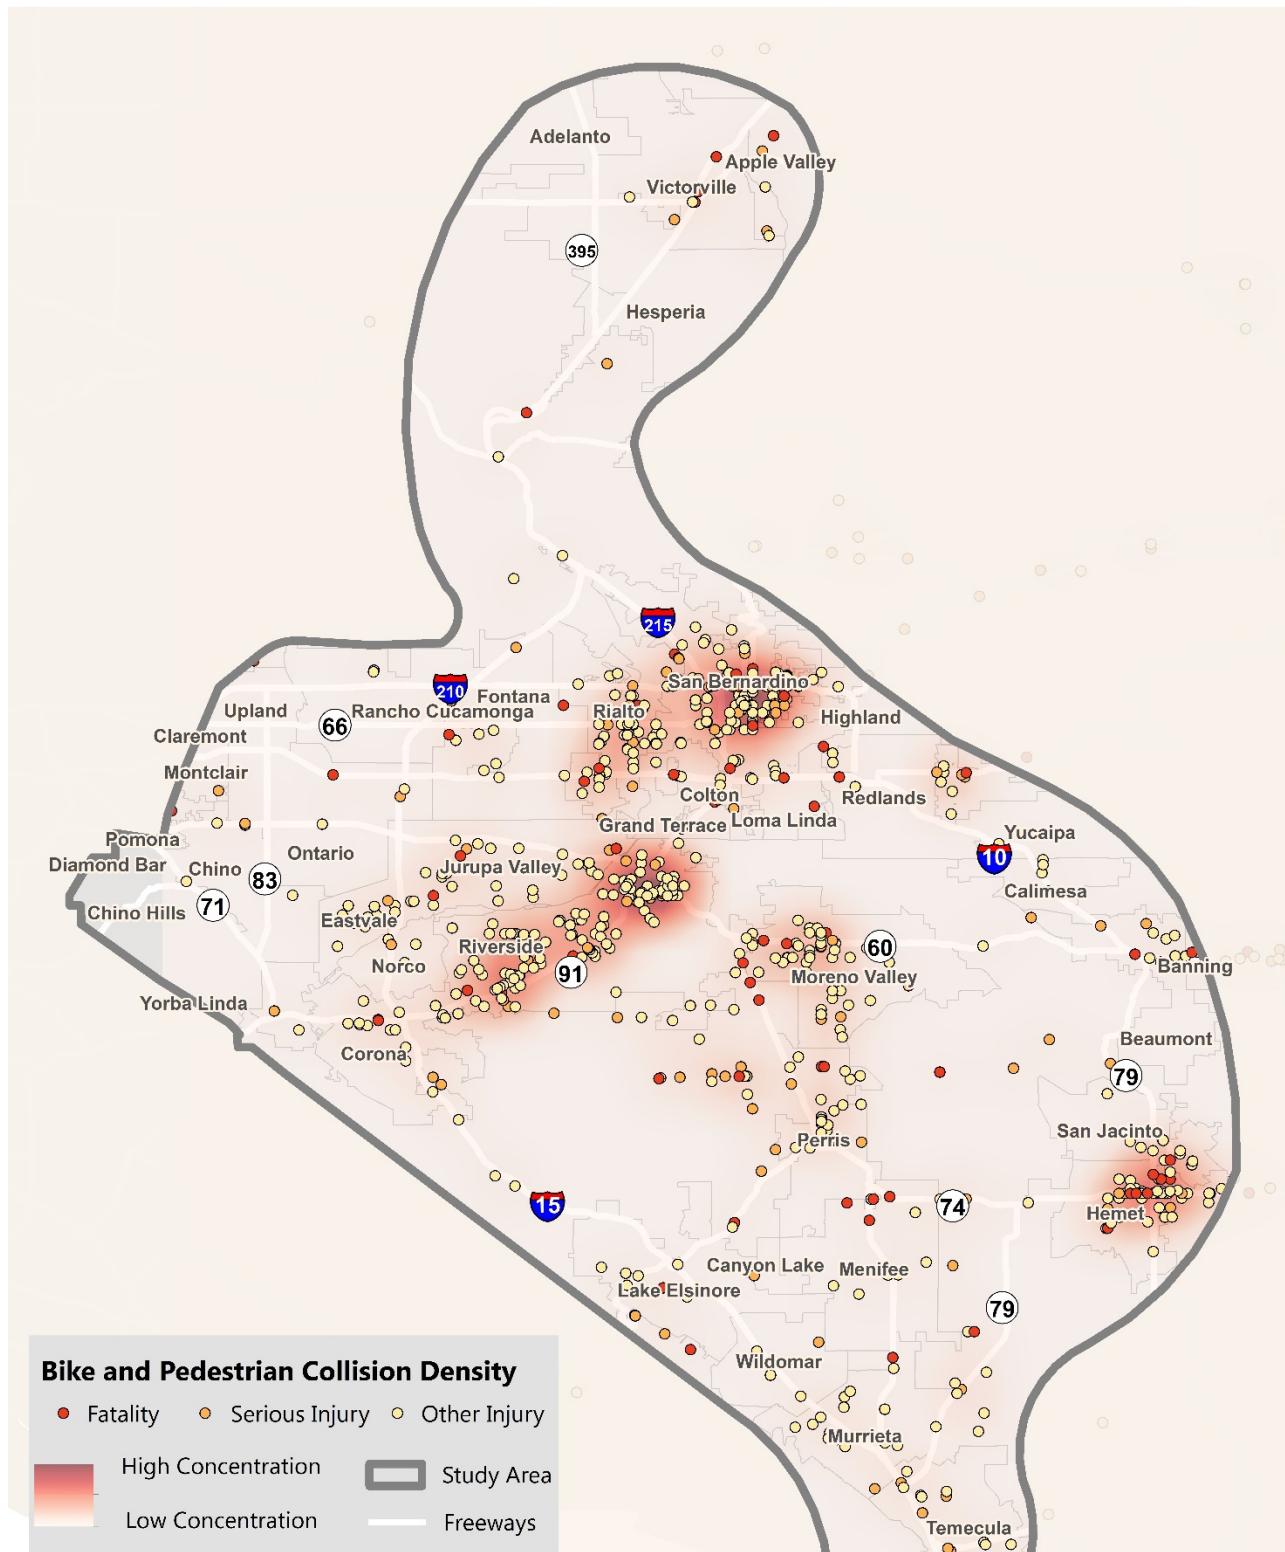 Adelanto
Apple Valley
Victorville
395
Hesperia
215
San Bernardino
210
Fontana
Upland
66
Rancho Cucamonga
Rialto
Highland
Claremont
Montclair
Colton
Redlands
Grand Terrace
Loma Linda
Yucaipa
Pomona
Diamond Bar
Chino
Ontario
Jurupa Valley
10
83
Calimesa
71
Chino Hills
Eastvale
Riverside
60
Norco
91
Moreno Valley
Banning
Yorba Linda
Corona
Beaumont
79
San Jacinto
Perris
15
74
Hemet
Canyon Lake
Menifee
Lake Elsinore
79
Wildomar
Murrieta
Temecula
Bike and Pedestrian Collision Density
Fatality
Serious Injury
Other Injury
High Concentration
Study Area
Low Concentration
Freeways